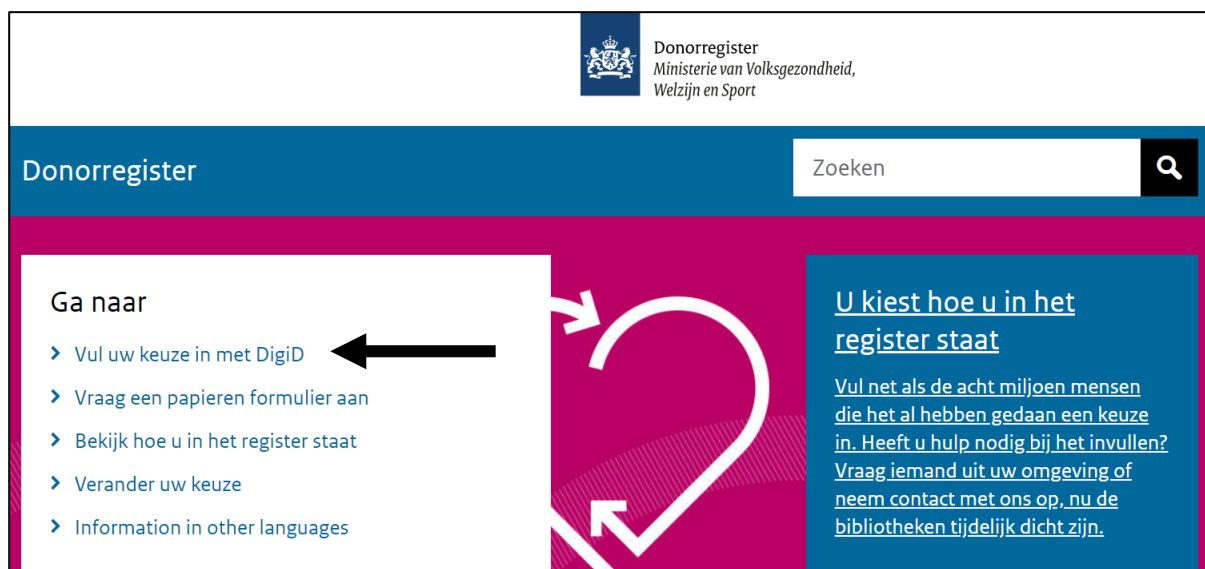 Donorregister
Ministerie van Volksgezondheid,
Welzijn en Sport
Donorregister
Zoeken
Ga naar
Vul uw keuze in met DigiD
Vraag een papieren formulier aan
Bekijk hoe u in het register staat
Verander uw keuze
Information in other languages
U kiest hoe u in het
register staat
Vul net als de acht miljoen mensen
die het al hebben gedaan een keuze
in. Heeft u hulp nodig bij het invullen?
Vraag iemand uit uw omgeving of
neem contact met ons op, nu de
bibliotheken tijdelijk dicht zijn.